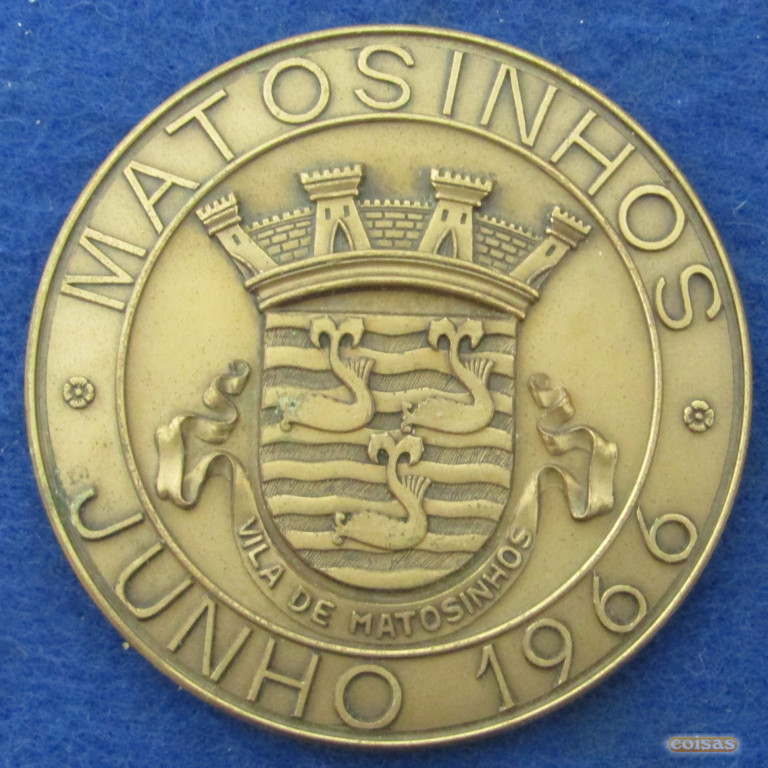 MATOSINHOS
VILA DE MATOSINHOS
JUNHO 1966
coisas